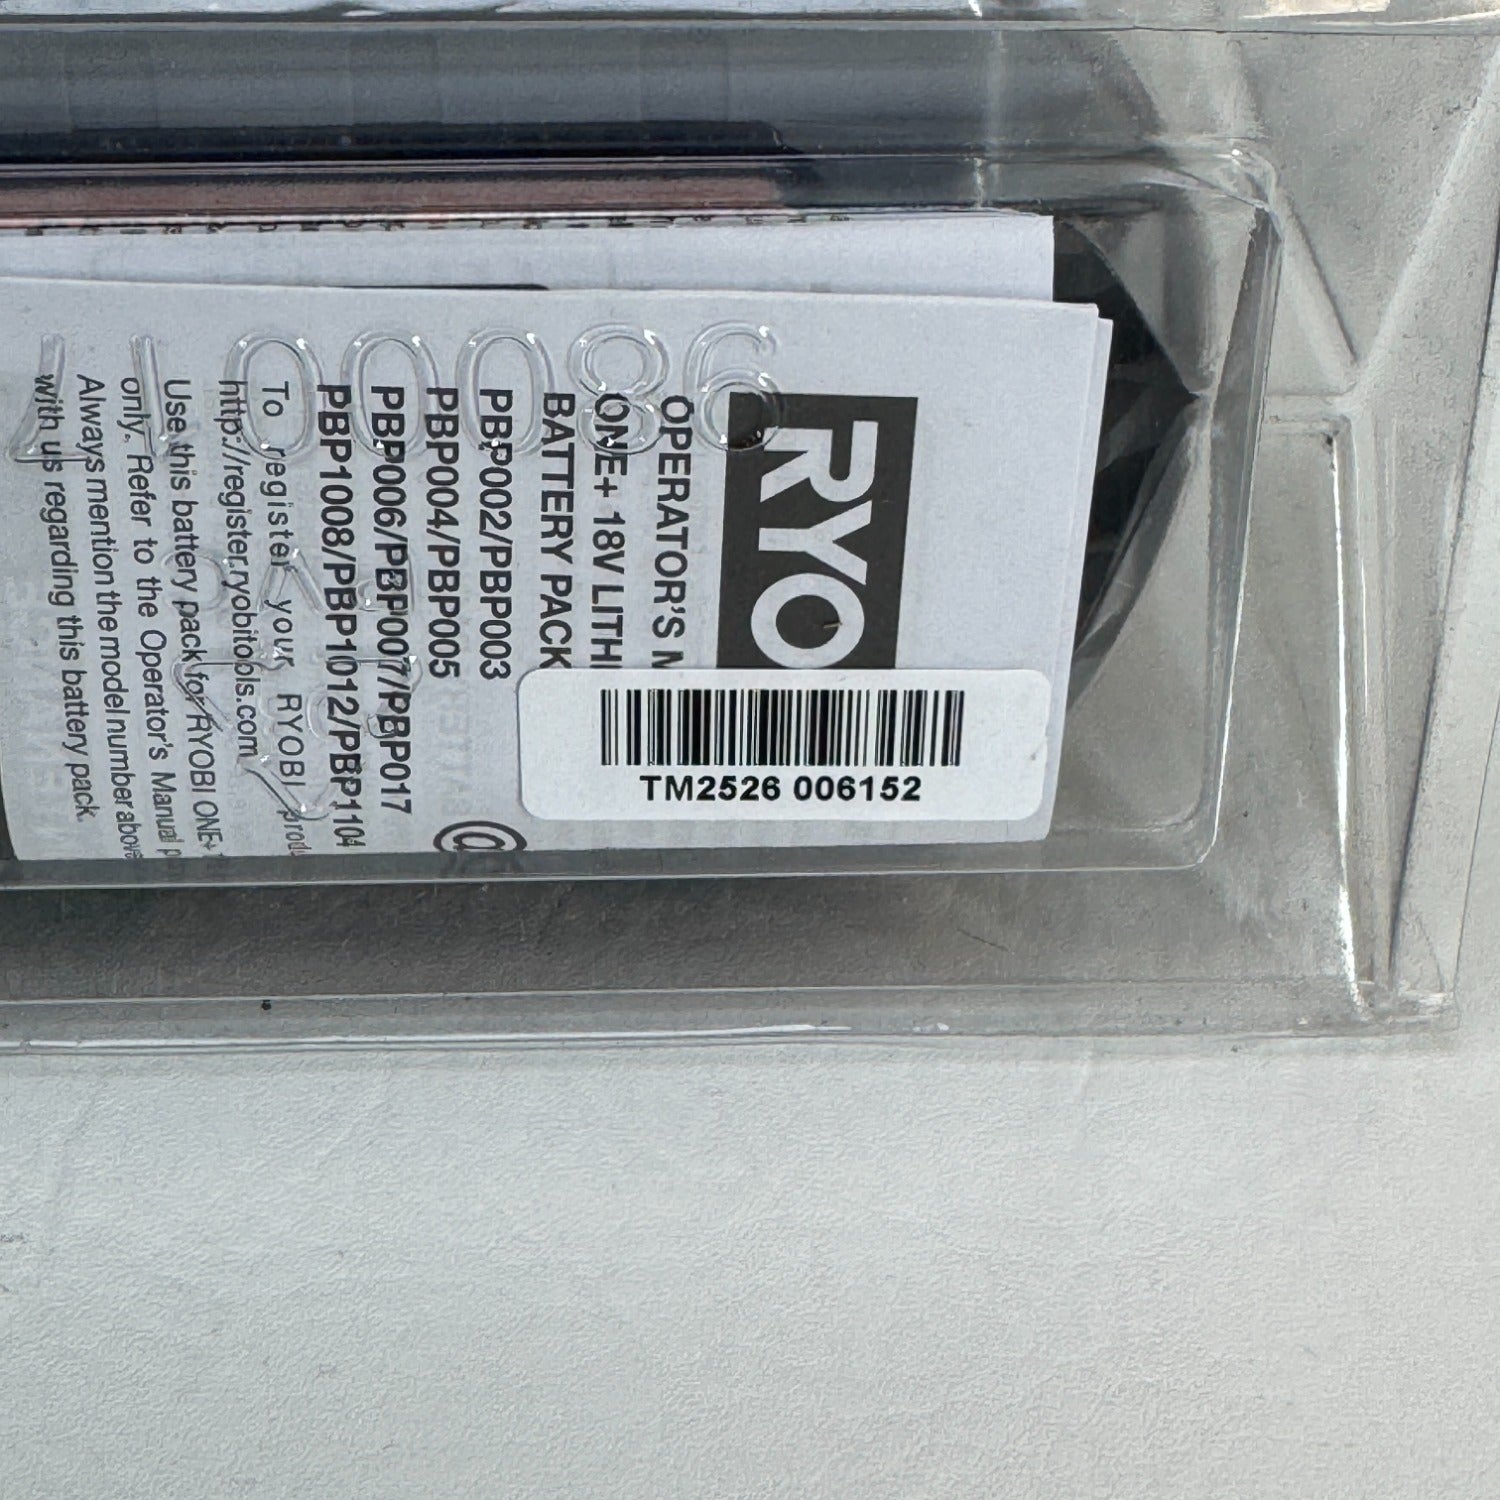 RYO
OPERATOR'S M
ONE+ 18V LITHI
BATTERY PACK
PBP002/PBP003
PBP004/PBP005
PBP006/PBP007/PBP017
PBP1008/PBP1012/PBP1104
To register your RYOBI produ
http://register.ryobitools.com
Use this battery pack for RYOBI ONE+
only. Refer to the Operator's Manual
Always mention the model number above
with us regarding this battery pack.
TM2526 006152